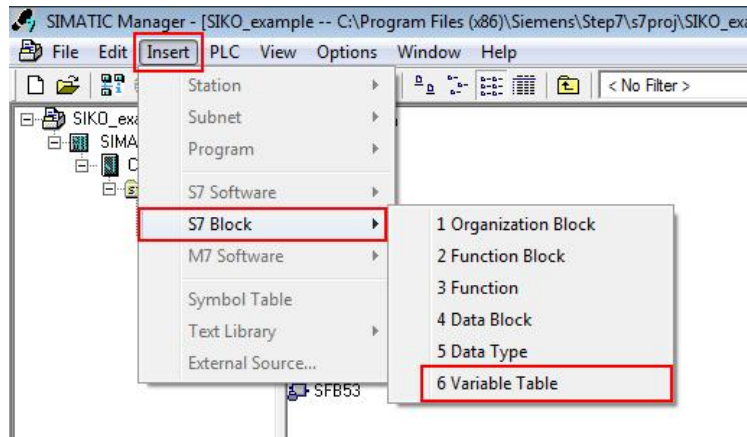 SIMATIC Manager - [SIKO_example -- C:\Program Files (x86)\Siemens\Step7\s7proj\SIKO_exa
File Edit Insert PLC View Options Window Help
< No Filter >
Station
Subnet
Program
S7 Software
S7 Block
M7 Software
Symbol Table
Text Library
External Source...
1 Organization Block
2 Function Block
3 Function
4 Data Block
5 Data Type
6 Variable Table
SIKO_exa
SIMA
C
SFB53